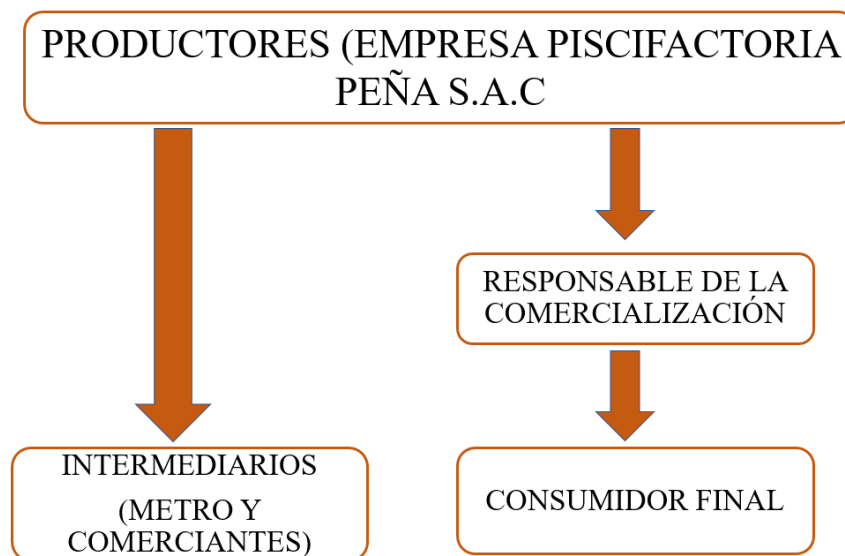 PRODUCTORES (EMPRESA PISCIFACTORIA
PEÑA S.A.C
RESPONSABLE DE LA
COMERCIALIZACIÓN
INTERMEDIARIOS
(METRO Y
COMERCIANTES)
CONSUMIDOR FINAL